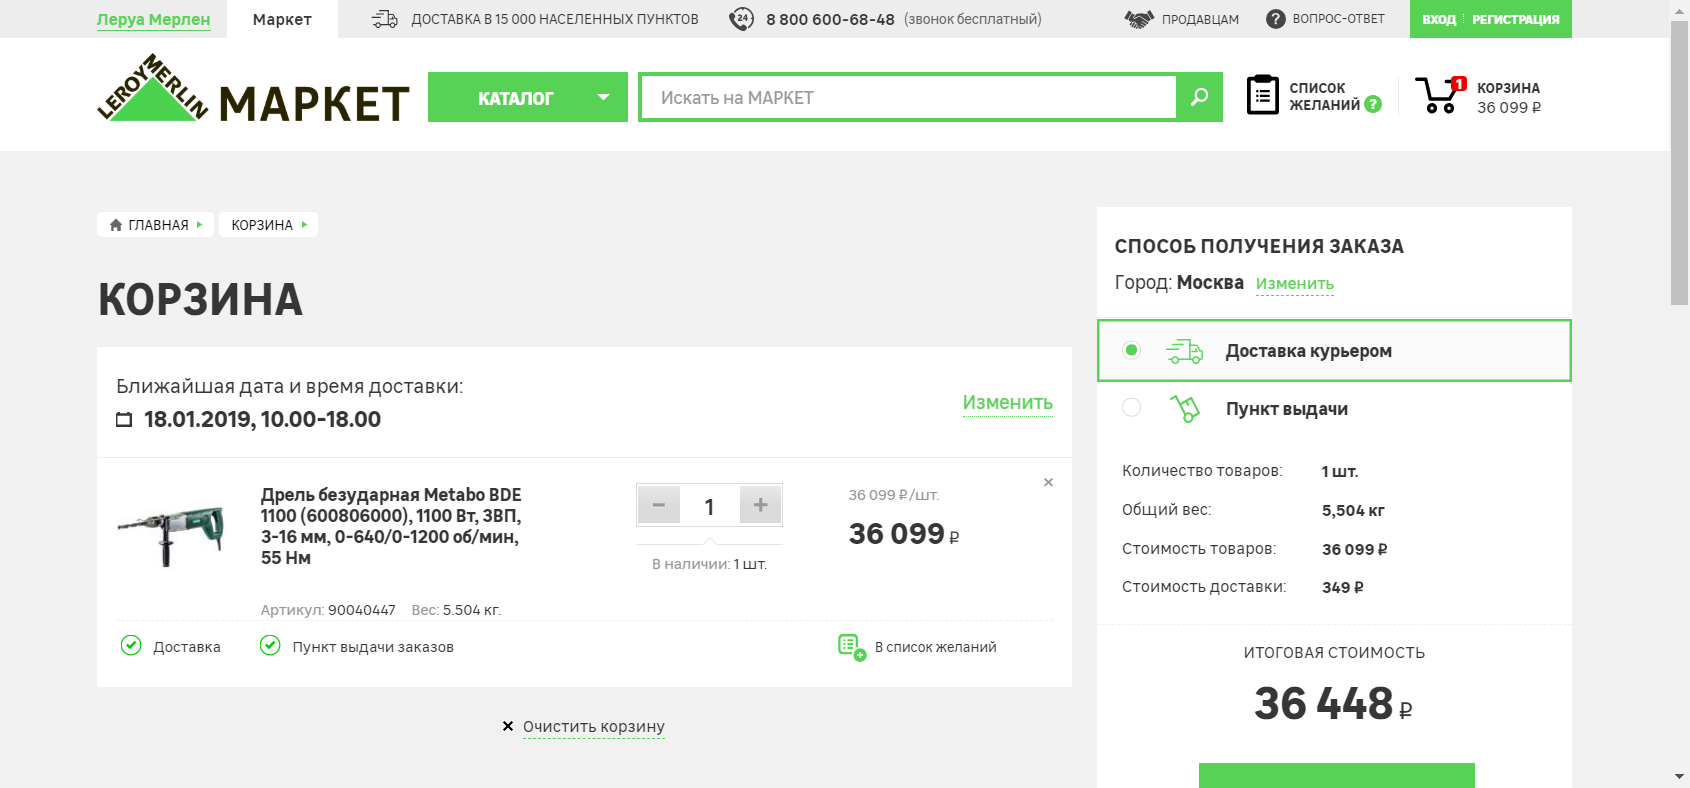 Леруа Мерлен
Маркет
ДОСТАВКА В 15 000 НАСЕЛЕННЫХ ПУНКТОВ
24
8 800 600-68-48 (звонок бесплатный)
ПРОДАВЦАМ
? ВОПРОС-ОТВЕТ
ВХОД РЕГИСТРАЦИЯ
LEROY MERLIN
МАРКЕТ
КАТАЛОГ
Искать на МАРКЕТ
СПИСОК
ЖЕЛАНИЙ ?
1
КОРЗИНА
36 099 ₽
ГЛАВНАЯ
КОРЗИНА
КОРЗИНА
Ближайшая дата и время доставки:
18.01.2019, 10.00-18.00
Изменить
Дрель безударная Metabo BDE
1100 (600806000), 1100 Вт, ЗВП,
3-16 мм, 0-640/0-1200 об/мин,
55 Нм
Артикул: 90040447 Вес: 5.504 кг.
− 1 +
В наличии: 1 шт.
36 099 ₽/шт.
36 099 ₽
×
Доставка
Пункт выдачи заказов
В список желаний
× Очистить корзину
СПОСОБ ПОЛУЧЕНИЯ ЗАКАЗА
Город: Москва Изменить
Доставка курьером
Пункт выдачи
Количество товаров: 1 шт.
Общий вес: 5,504 кг
Стоимость товаров: 36 099 ₽
Стоимость доставки: 349 ₽
ИТОГОВАЯ СТОИМОСТЬ
36 448 ₽